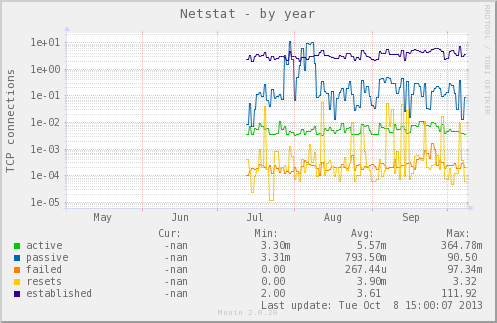 Netstat - by year
RRDTOOL / TOBI OETIKER
TCP connections
1e+01
1e+00
1e-01
1e-02
1e-03
1e-04
1e-05
May Jun Jul Aug Sep
Cur: Min: Avg: Max:
active -nan 3.30m 5.57m 364.78m
passive -nan 3.31m 793.50m 90.50
failed -nan 0.00 267.44u 97.34m
resets -nan 0.00 3.90m 3.32
established -nan 2.00 3.61 111.92
Last update: Tue Oct 8 15:00:07 2013
Munin 2.0.20